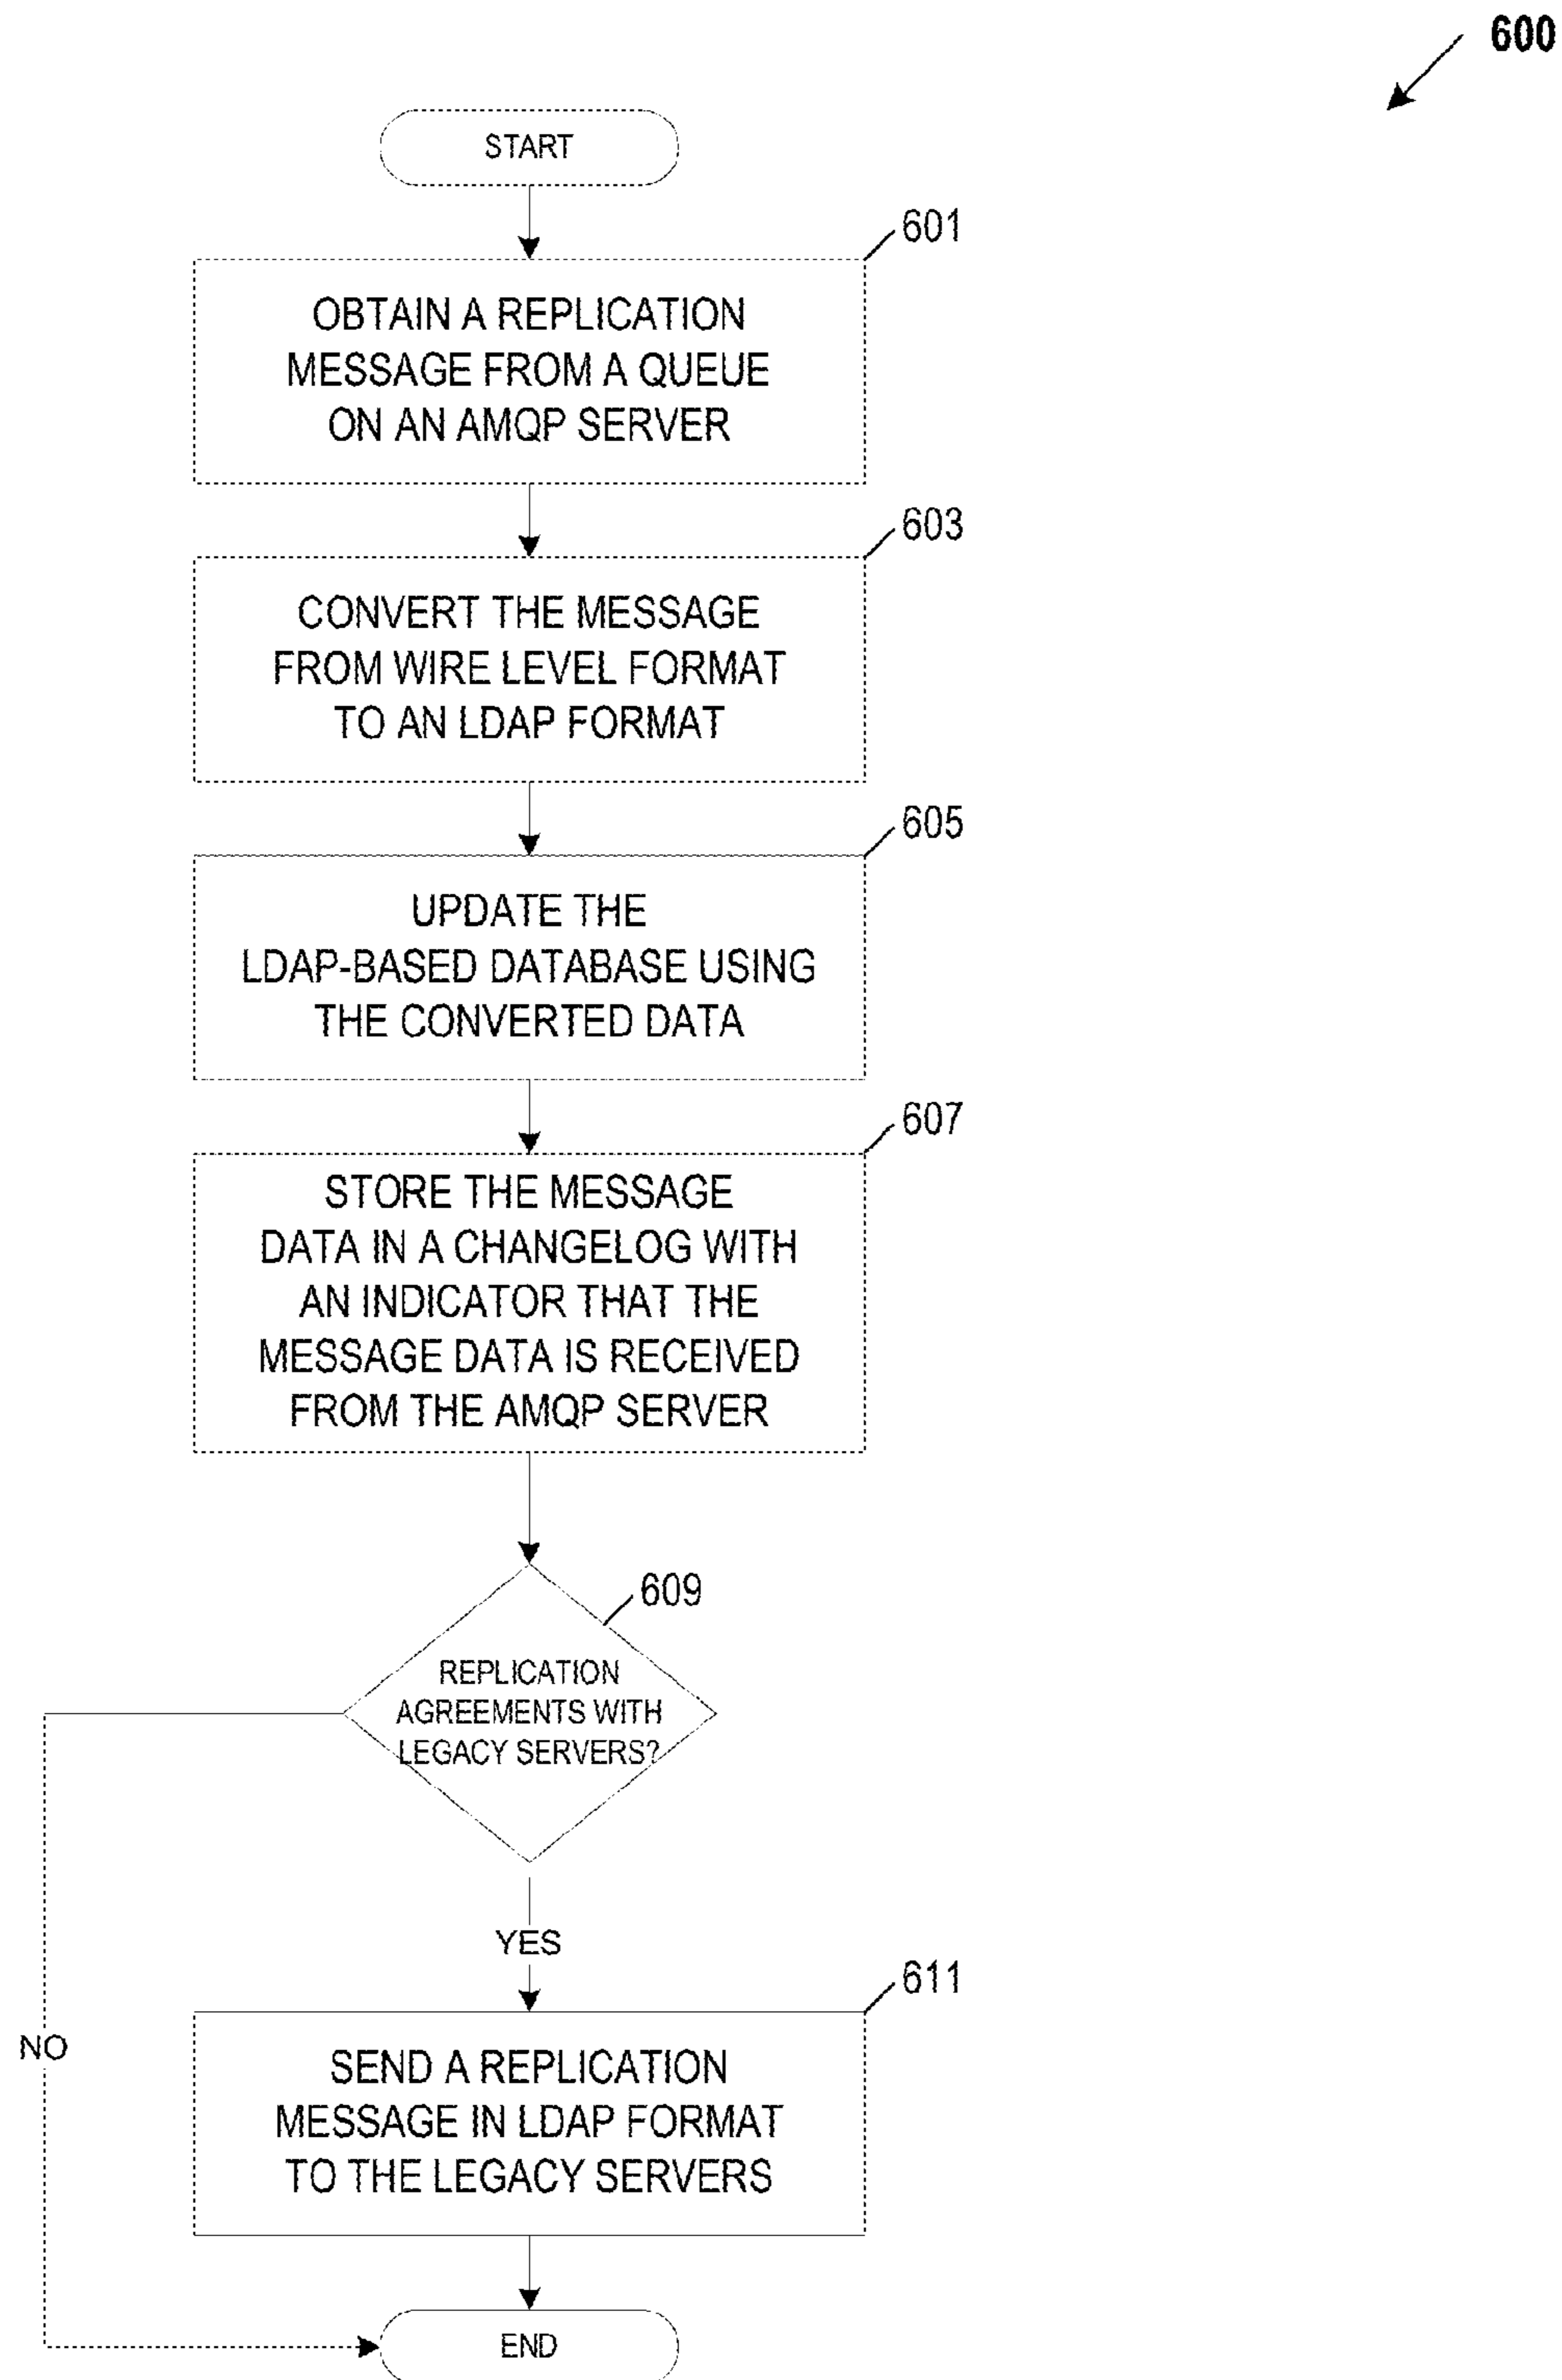 600
START
601
OBTAIN A REPLICATION
MESSAGE FROM A QUEUE
ON AN AMQP SERVER
603
CONVERT THE MESSAGE
FROM WIRE LEVEL FORMAT
TO AN LDAP FORMAT
605
UPDATE THE
LDAP-BASED DATABASE USING
THE CONVERTED DATA
607
STORE THE MESSAGE
DATA IN A CHANGELOG WITH
AN INDICATOR THAT THE
MESSAGE DATA IS RECEIVED
FROM THE AMQP SERVER
609
REPLICATION
AGREEMENTS WITH
LEGACY SERVERS?
YES
611
NO
SEND A REPLICATION
MESSAGE IN LDAP FORMAT
TO THE LEGACY SERVERS
END